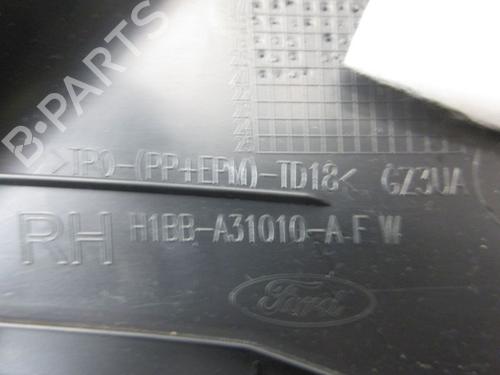 >TPO-(PP+EPM)-TD18< GZ3UA
RH H1BB-A31010-A F W
Ford
B-PARTS